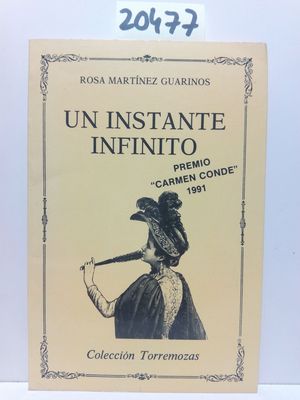 20477
ROSA MARTÍNEZ GUARINOS
UN INSTANTE
INFINITO
PREMIO
"CARMEN CONDE"
1991
Colección Torremozas